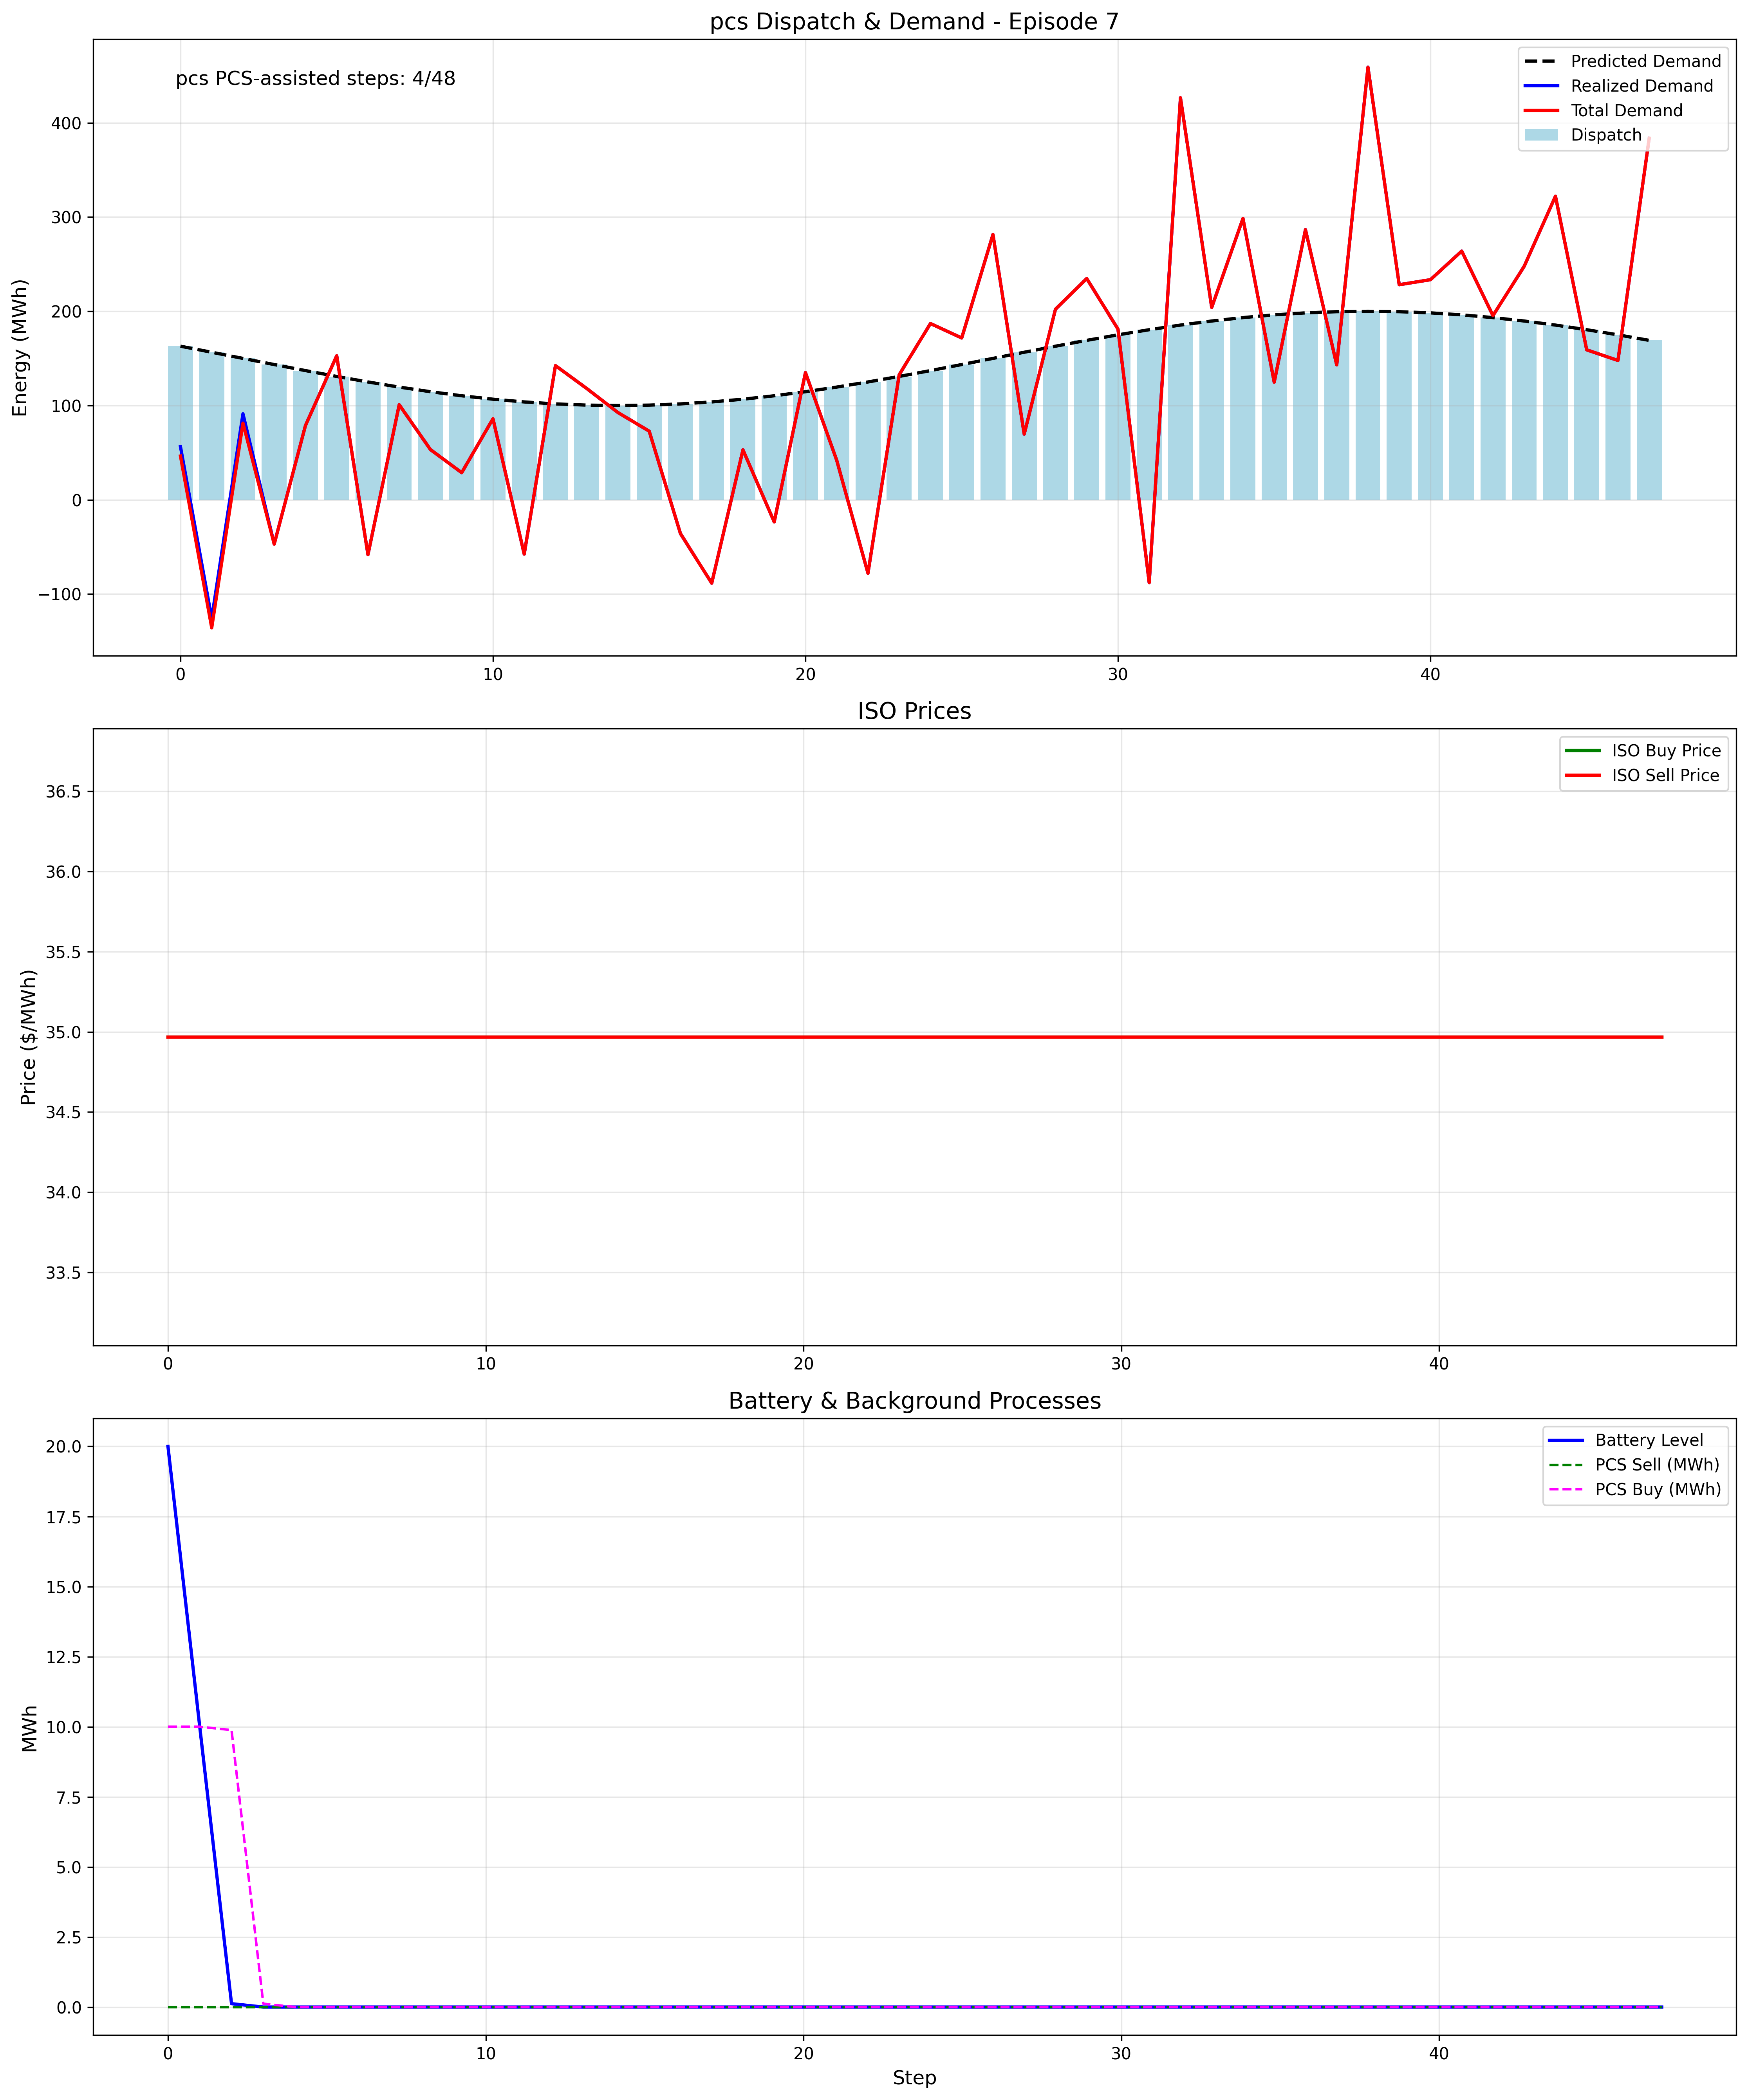 pcs Dispatch & Demand - Episode 7
pcs PCS-assisted steps: 4/48
Predicted Demand
Realized Demand
Total Demand
Dispatch
Energy (MWh)
400
300
200
100
0
−100
0 10 20 30 40
ISO Prices
ISO Buy Price
ISO Sell Price
Price ($/MWh)
36.5
36.0
35.5
35.0
34.5
34.0
33.5
0 10 20 30 40
Battery & Background Processes
Battery Level
PCS Sell (MWh)
PCS Buy (MWh)
MWh
20.0
17.5
15.0
12.5
10.0
7.5
5.0
2.5
0.0
0 10 20 30 40
Step